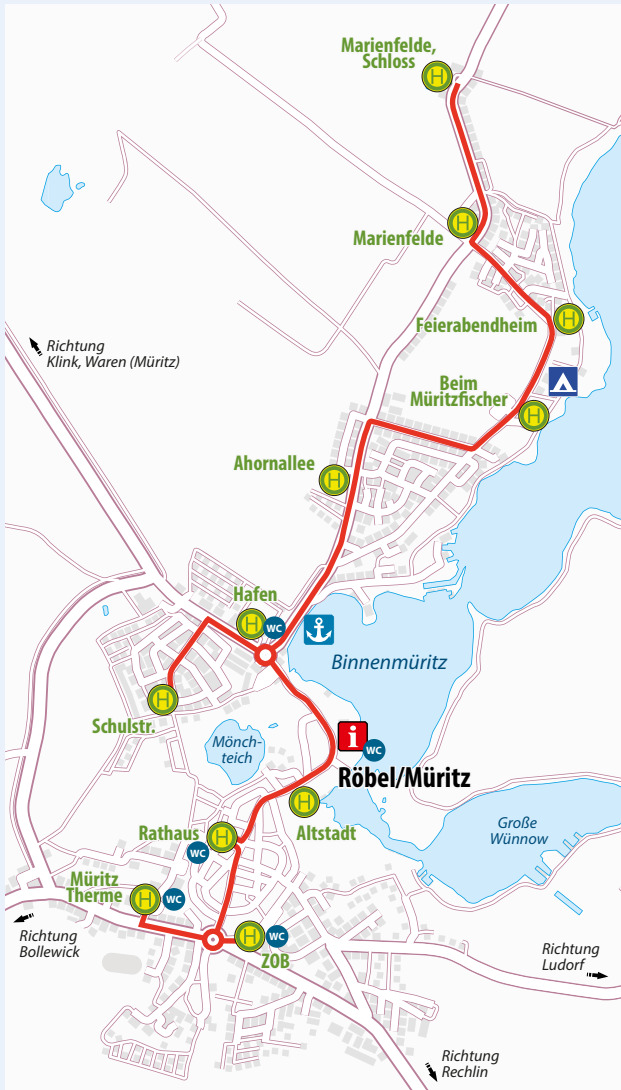 Marienfelde,
Schloss
H
Marienfelde
H
Feierabendheim
H
Richtung
Klink, Waren (Müritz)
Beim
Müritzfischer
H
Ahornallee
H
Hafen
H
WC
Binnenmüritz
Schulstr.
H
Mönch-
teich
i
WC
Röbel/Müritz
Altstadt
H
Große
Wünnow
Rathaus
H
WC
Müritz
Therme
H
WC
H
WC
ZOB
Richtung
Bollewick
Richtung
Ludorf
Richtung
Rechlin